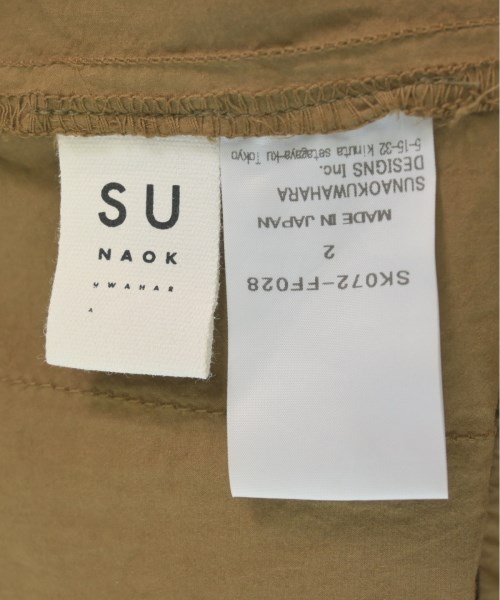 SU
NAOK
UWAHAR
A
SK072-FF028
2
MADE IN JAPAN
SUNAOKUWAHARA
DESIGNS Inc.
5-15-32 kinuta setagaya-ku Tokyo